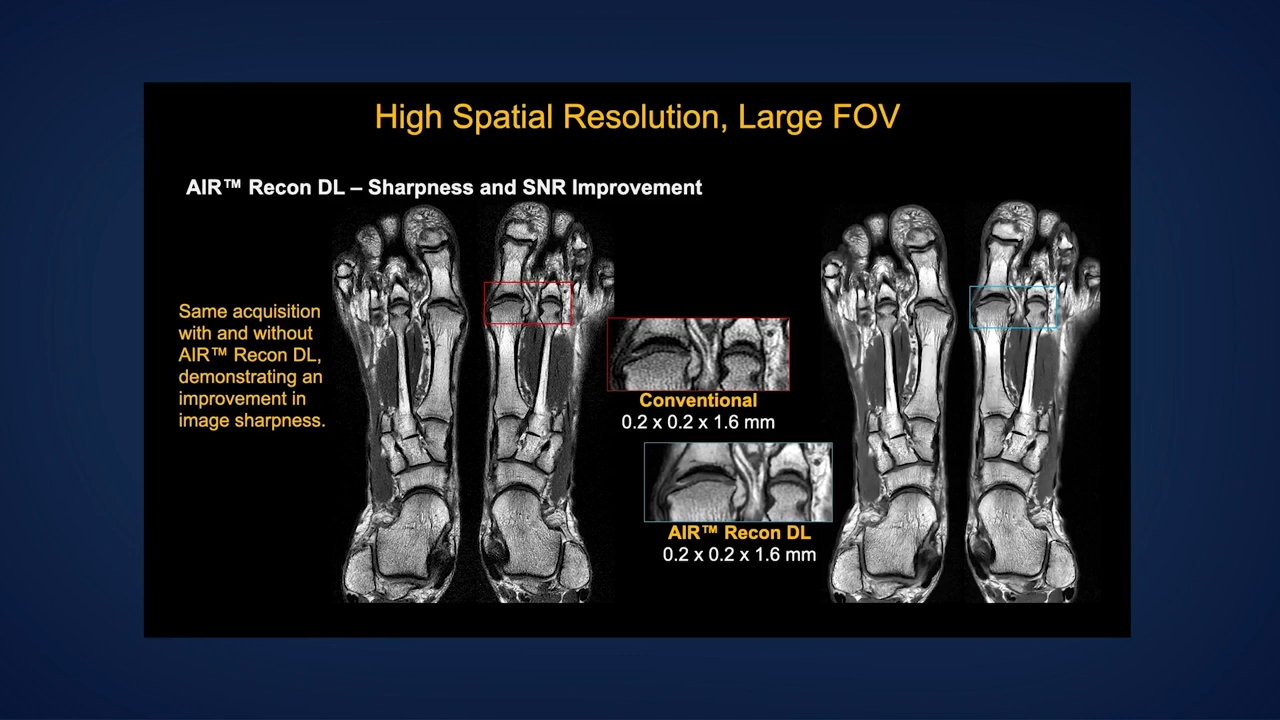 High Spatial Resolution, Large FOV
AIR™ Recon DL – Sharpness and SNR Improvement
Same acquisition
with and without
AIR™ Recon DL,
demonstrating an
improvement in
image sharpness.
Conventional
0.2 x 0.2 x 1.6 mm
AIR™ Recon DL
0.2 x 0.2 x 1.6 mm